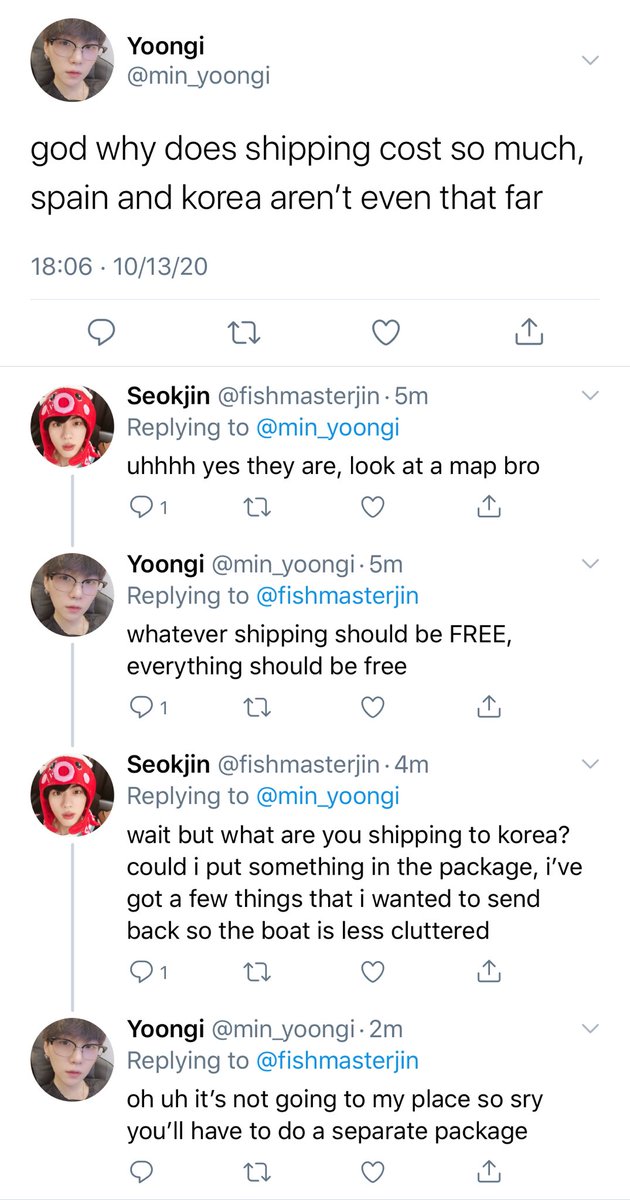 Yoongi
@min_yoongi
god why does shipping cost so much,
spain and korea aren’t even that far
18:06 · 10/13/20
Seokjin @fishmasterjin · 5m
Replying to @min_yoongi
uhhhh yes they are, look at a map bro
1
Yoongi @min_yoongi · 5m
Replying to @fishmasterjin
whatever shipping should be FREE,
everything should be free
1
Seokjin @fishmasterjin · 4m
Replying to @min_yoongi
wait but what are you shipping to korea?
could i put something in the package, i’ve
got a few things that i wanted to send
back so the boat is less cluttered
1
Yoongi @min_yoongi · 2m
Replying to @fishmasterjin
oh uh it’s not going to my place so sry
you’ll have to do a separate package